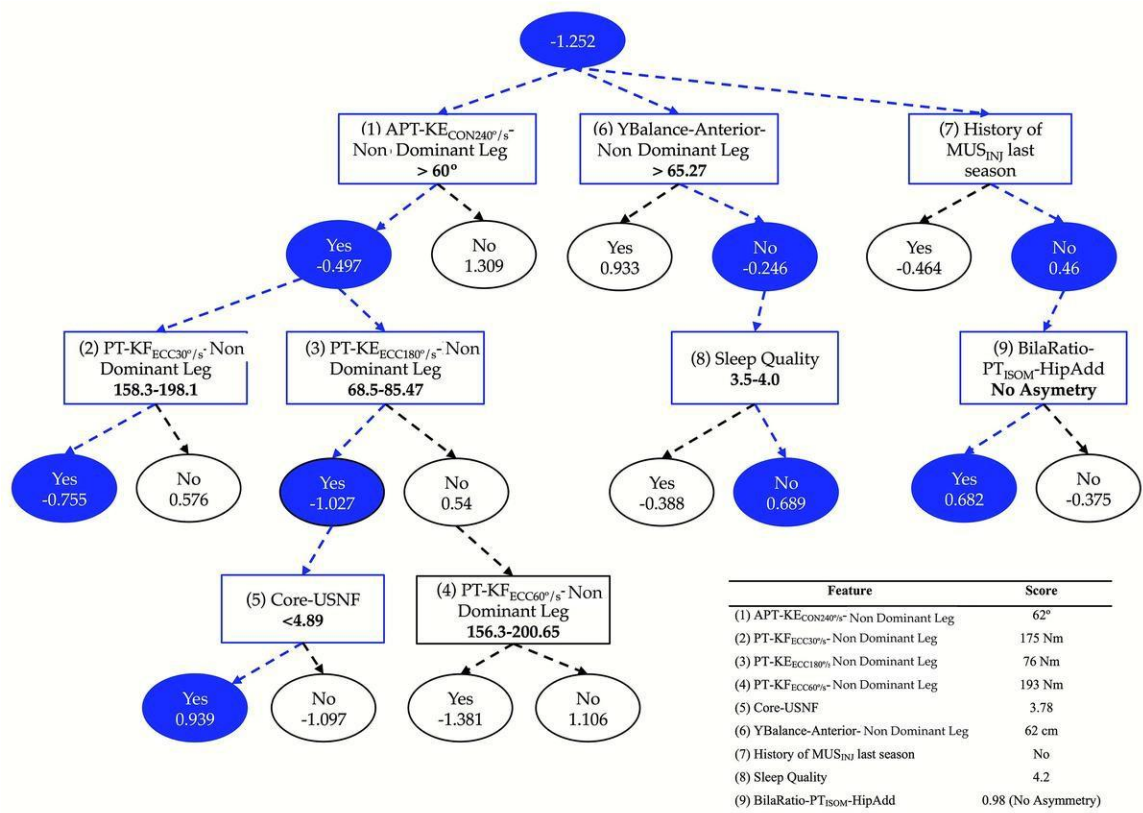 -1.252
(1) APT-KECON240º/s-
Non Dominant Leg
> 60º
(6) YBalance-Anterior-
Non Dominant Leg
> 65.27
(7) History of
MUSINJ last
season
Yes
-0.497
No
1.309
Yes
0.933
No
-0.246
Yes
-0.464
No
0.46
(2) PT-KFECC30º/s- Non
Dominant Leg
158.3-198.1
(3) PT-KEECC180º/s- Non
Dominant Leg
68.5-85.47
(8) Sleep Quality
3.5-4.0
(9) BilaRatio-
PTISOM-HipAdd
No Asymetry
Yes
-0.755
No
0.576
Yes
-1.027
No
0.54
Yes
-0.388
No
0.689
Yes
0.682
No
-0.375
(5) Core-USNF
<4.89
(4) PT-KFECC60º/s- Non
Dominant Leg
156.3-200.65
Yes
0.939
No
-1.097
Yes
-1.381
No
1.106
Feature Score
(1) APT-KECON240º/s- Non Dominant Leg 62º
(2) PT-KFECC30º/s- Non Dominant Leg 175 Nm
(3) PT-KEECC180º/s Non Dominant Leg 76 Nm
(4) PT-KFECC60º/s- Non Dominant Leg 193 Nm
(5) Core-USNF 3.78
(6) YBalance-Anterior- Non Dominant Leg 62 cm
(7) History of MUSINJ last season No
(8) Sleep Quality 4.2
(9) BilaRatio-PTISOM-HipAdd 0.98 (No Asymmetry)